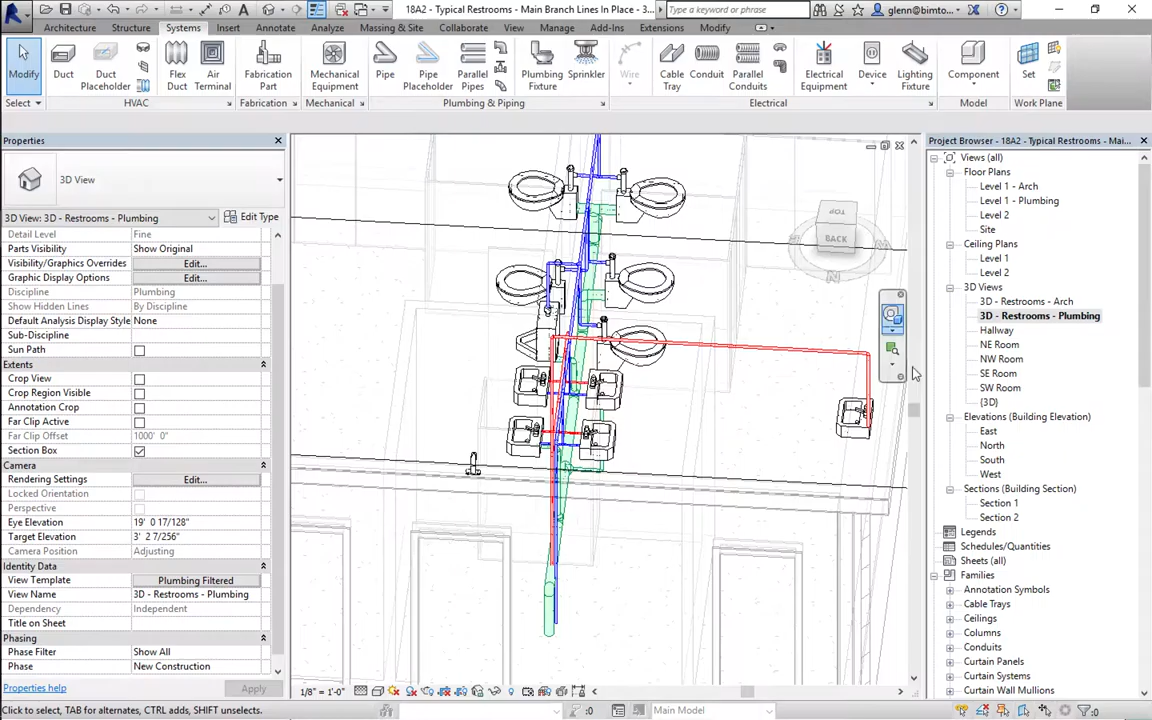 18A2 - Typical Restrooms - Main Branch Lines In Place - 3...
Type a keyword or phrase
glenn@bimto...
Architecture Structure Systems Insert Annotate Analyze Massing & Site Collaborate View Manage Add-Ins Extensions Modify
Modify
Duct
Duct Placeholder
Flex Duct
Air Terminal
Fabrication Part
Mechanical Equipment
Pipe
Pipe Placeholder
Parallel Pipes
Plumbing Fixture
Sprinkler
Wire
Cable Tray
Conduit
Parallel Conduits
Electrical Equipment
Device
Lighting Fixture
Component
Set
Select HVAC Fabrication Mechanical Plumbing & Piping Electrical Model Work Plane
Properties
3D View
3D View: 3D - Restrooms - Plumbing Edit Type
Detail Level Fine
Parts Visibility Show Original
Visibility/Graphics Overrides Edit...
Graphic Display Options Edit...
Discipline Plumbing
Show Hidden Lines By Discipline
Default Analysis Display Style None
Sub-Discipline
Sun Path
Extents
Crop View
Crop Region Visible
Annotation Crop
Far Clip Active
Far Clip Offset 1000' 0"
Section Box
Camera
Rendering Settings Edit...
Locked Orientation
Perspective
Eye Elevation 19' 0 17/128"
Target Elevation 3' 2 7/256"
Camera Position Adjusting
Identity Data
View Template Plumbing Filtered
View Name 3D - Restrooms - Plumbing
Dependency Independent
Title on Sheet
Phasing
Phase Filter Show All
Phase New Construction
Properties help Apply
TOP
BACK
Project Browser - 18A2 - Typical Restrooms - Mai...
Views (all)
Floor Plans
Level 1 - Arch
Level 1 - Plumbing
Level 2
Site
Ceiling Plans
Level 1
Level 2
3D Views
3D - Restrooms - Arch
3D - Restrooms - Plumbing
Hallway
NE Room
NW Room
SE Room
SW Room
{3D}
Elevations (Building Elevation)
East
North
South
West
Sections (Building Section)
Section 1
Section 2
Legends
Schedules/Quantities
Sheets (all)
Families
Annotation Symbols
Cable Trays
Ceilings
Columns
Conduits
Curtain Panels
Curtain Systems
Curtain Wall Mullions
1/8" = 1'-0"
Click to select, TAB for alternates, CTRL adds, SHIFT unselects.
:0
Main Model
:0